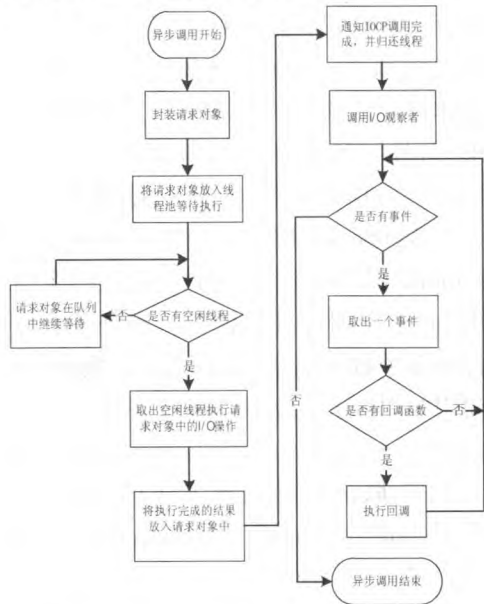 异步调用开始
封装请求对象
将请求对象放入线
程池等待执行
是否有空闲线程
否
请求对象在队列
中继续等待
是
取出空闲线程执行请
求对象中的I/O操作
将执行完成的结果
放入请求对象中
通知IOCP调用完
成，并归还线程
调用I/O观察者
是否有事件
是
否
取出一个事件
是否有回调函数
否
是
执行回调
异步调用结束